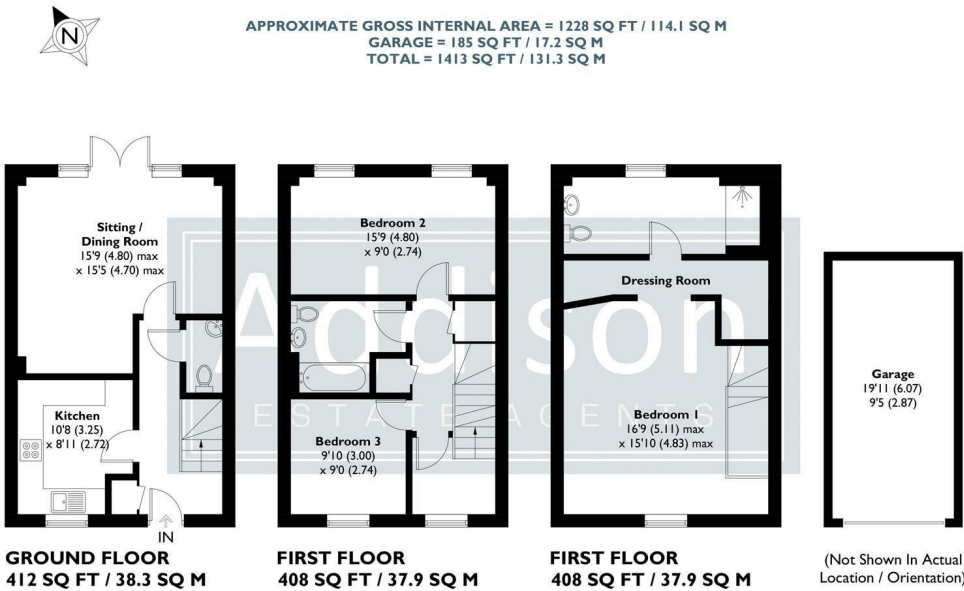 N
APPROXIMATE GROSS INTERNAL AREA = 1228 SQ FT / 114.1 SQ M
GARAGE = 185 SQ FT / 17.2 SQ M
TOTAL = 1413 SQ FT / 131.3 SQ M
Sitting /
Dining Room
15'9 (4.80) max
x 15'5 (4.70) max
Kitchen
10'8 (3.25)
x 8'11 (2.72)
IN
GROUND FLOOR
412 SQ FT / 38.3 SQ M
Bedroom 2
15'9 (4.80)
x 9'0 (2.74)
Bedroom 3
9'10 (3.00)
x 9'0 (2.74)
FIRST FLOOR
408 SQ FT / 37.9 SQ M
Dressing Room
Bedroom 1
16'9 (5.11) max
x 15'10 (4.83) max
FIRST FLOOR
408 SQ FT / 37.9 SQ M
Garage
19'11 (6.07)
9'5 (2.87)
(Not Shown In Actual
Location / Orientation)
Addison
ESTATE AGENTS